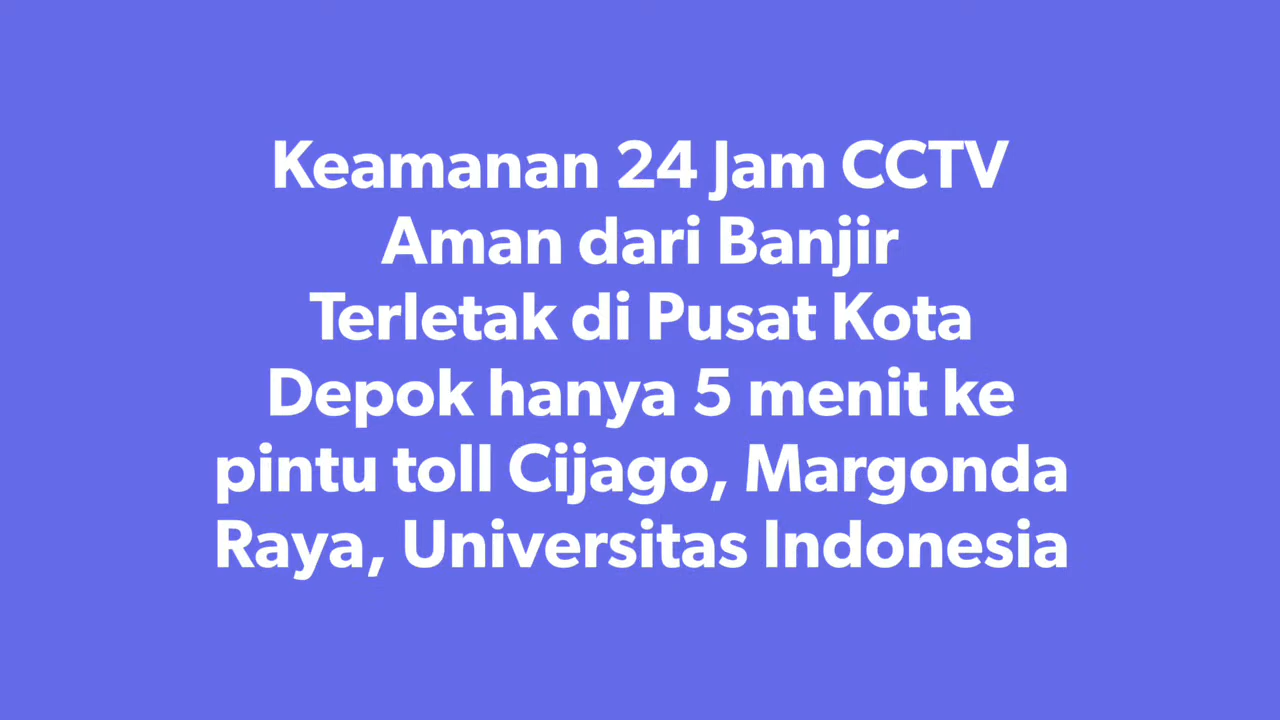 Keamanan 24 Jam CCTV
Aman dari Banjir
Terletak di Pusat Kota
Depok hanya 5 menit ke
pintu toll Cijago, Margonda
Raya, Universitas Indonesia